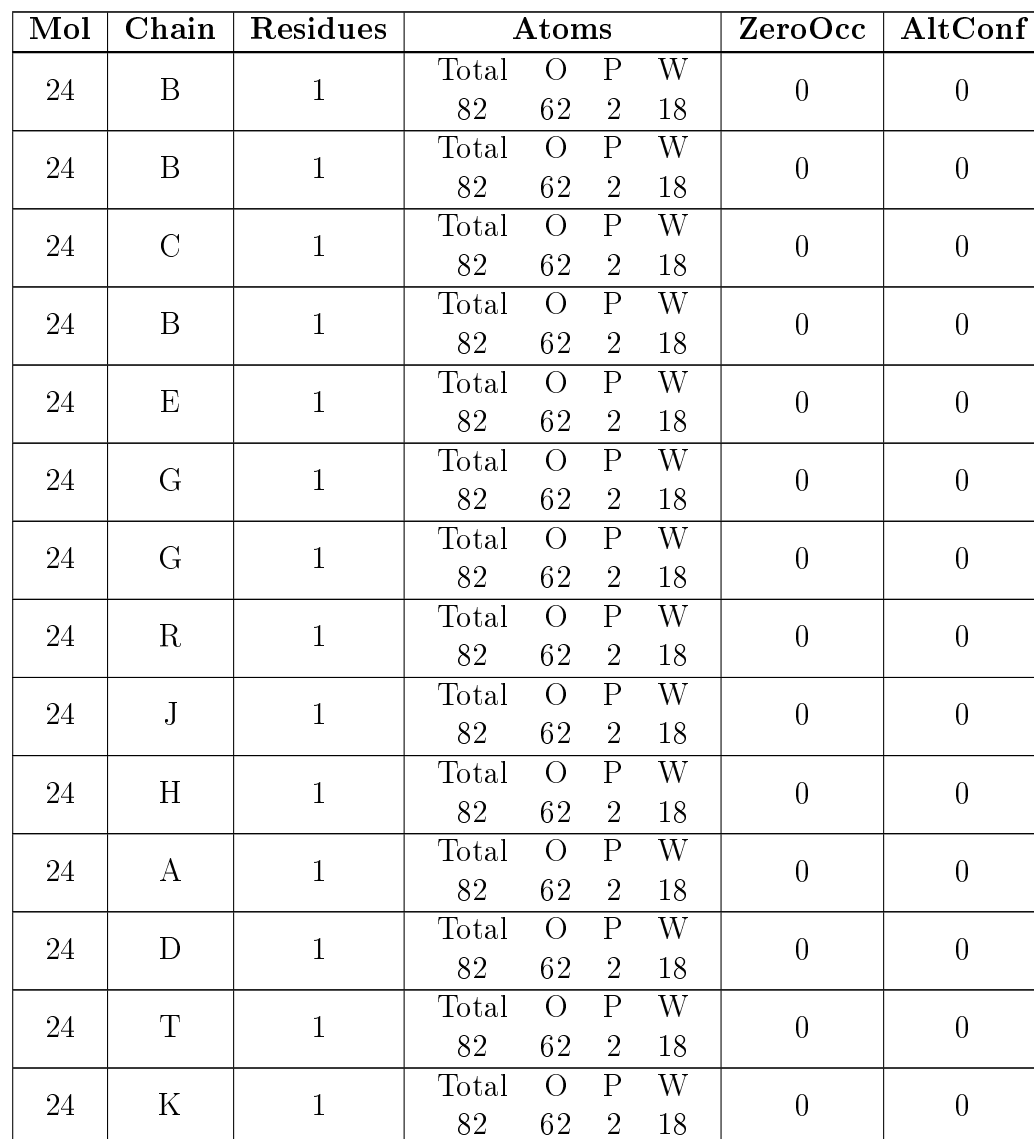 Mol Chain Residues Atoms ZeroOcc AltConf
Total O P W
24 B 1 0 0
82 62 2 18
Total O P W
24 B 1 0 0
82 62 2 18
Total O P W
24 C 1 0 0
82 62 2 18
Total O P W
24 B 1 0 0
82 62 2 18
Total O P W
24 E 1 0 0
82 62 2 18
Total O P W
24 G 1 0 0
82 62 2 18
Total O P W
24 G 1 0 0
82 62 2 18
Total O P W
24 R 1 0 0
82 62 2 18
Total O P W
24 J 1 0 0
82 62 2 18
Total O P W
24 H 1 0 0
82 62 2 18
Total O P W
24 A 1 0 0
82 62 2 18
Total O P W
24 D 1 0 0
82 62 2 18
Total O P W
24 T 1 0 0
82 62 2 18
Total O P W
24 K 1 0 0
82 62 2 18